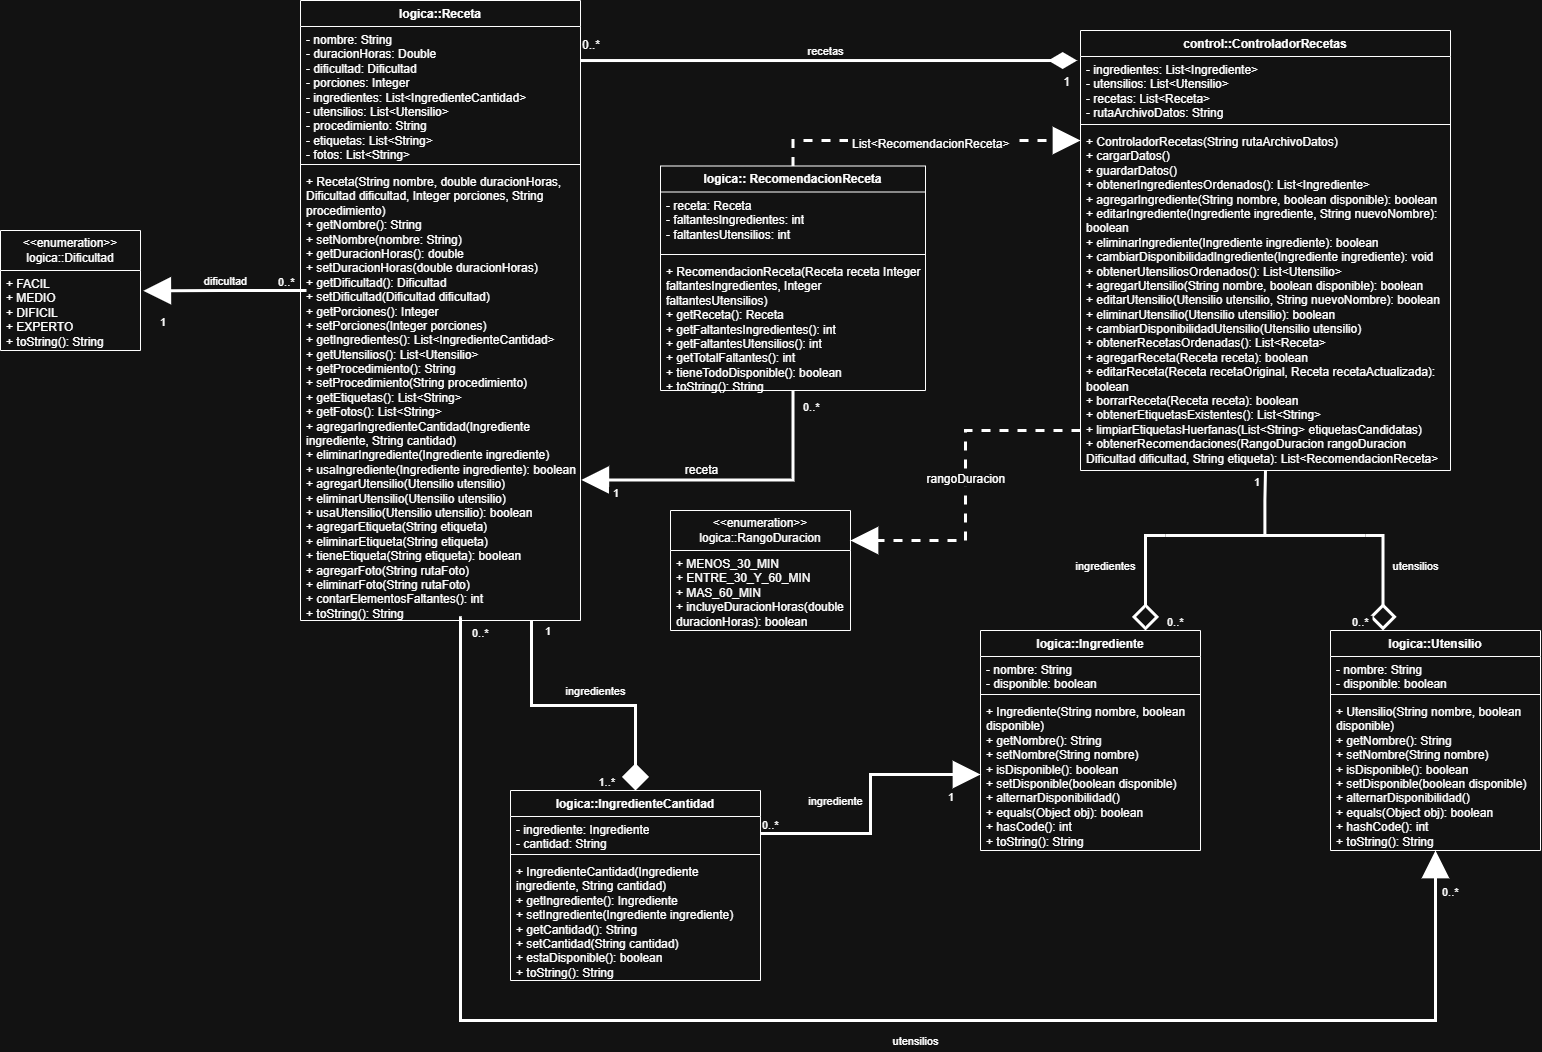 logica::Receta
- nombre: String
- duracionHoras: Double
- dificultad: Dificultad
- porciones: Integer
- ingredientes: List<IngredienteCantidad>
- utensilios: List<Utensilio>
- procedimiento: String
- etiquetas: List<String>
- fotos: List<String>
+ Receta(String nombre, double duracionHoras,
Dificultad dificultad, Integer porciones, String
procedimiento)
+ getNombre(): String
+ setNombre(nombre: String)
+ getDuracionHoras(): double
+ setDuracionHoras(double duracionHoras)
+ getDificultad(): Dificultad
+ setDificultad(Dificultad dificultad)
+ getPorciones(): Integer
+ setPorciones(Integer porciones)
+ getIngredientes(): List<IngredienteCantidad>
+ getUtensilios(): List<Utensilio>
+ getProcedimiento(): String
+ setProcedimiento(String procedimiento)
+ getEtiquetas(): List<String>
+ getFotos(): List<String>
+ agregarIngredienteCantidad(Ingrediente
ingrediente, String cantidad)
+ eliminarIngrediente(Ingrediente ingrediente)
+ usaIngrediente(Ingrediente ingrediente): boolean
+ agregarUtensilio(Utensilio utensilio)
+ eliminarUtensilio(Utensilio utensilio)
+ usaUtensilio(Utensilio utensilio): boolean
+ agregarEtiqueta(String etiqueta)
+ eliminarEtiqueta(String etiqueta)
+ tieneEtiqueta(String etiqueta): boolean
+ agregarFoto(String rutaFoto)
+ eliminarFoto(String rutaFoto)
+ contarElementosFaltantes(): int
+ toString(): String
0..*
recetas
1
control::ControladorRecetas
- ingredientes: List<Ingrediente>
- utensilios: List<Utensilio>
- recetas: List<Receta>
- rutaArchivoDatos: String
+ ControladorRecetas(String rutaArchivoDatos)
+ cargarDatos()
+ guardarDatos()
+ obtenerIngredientesOrdenados(): List<Ingrediente>
+ agregarIngrediente(String nombre, boolean disponible): boolean
+ editarIngrediente(Ingrediente ingrediente, String nuevoNombre):
boolean
+ eliminarIngrediente(Ingrediente ingrediente): boolean
+ cambiarDisponibilidadIngrediente(Ingrediente ingrediente): void
+ obtenerUtensiliosOrdenados(): List<Utensilio>
+ agregarUtensilio(String nombre, boolean disponible): boolean
+ editarUtensilio(Utensilio utensilio, String nuevoNombre): boolean
+ eliminarUtensilio(Utensilio utensilio): boolean
+ cambiarDisponibilidadUtensilio(Utensilio utensilio)
+ obtenerRecetasOrdenadas(): List<Receta>
+ agregarReceta(Receta receta): boolean
+ editarReceta(Receta recetaOriginal, Receta recetaActualizada):
boolean
+ borrarReceta(Receta receta): boolean
+ obtenerEtiquetasExistentes(): List<String>
+ limpiarEtiquetasHuerfanas(List<String> etiquetasCandidatas)
+ obtenerRecomendaciones(RangoDuracion rangoDuracion
Dificultad dificultad, String etiqueta): List<RecomendacionReceta>
List<RecomendacionReceta>
logica:: RecomendacionReceta
- receta: Receta
- faltantesIngredientes: int
- faltantesUtensilios: int
+ RecomendacionReceta(Receta receta Integer
faltantesIngredientes, Integer
faltantesUtensilios)
+ getReceta(): Receta
+ getFaltantesIngredientes(): int
+ getFaltantesUtensilios(): int
+ getTotalFaltantes(): int
+ tieneTodoDisponible(): boolean
+ toString(): String
0..*
receta
1
<<enumeration>>
logica::Dificultad
+ FACIL
+ MEDIO
+ DIFICIL
+ EXPERTO
+ toString(): String
dificultad
0..*
1
rangoDuracion
<<enumeration>>
logica::RangoDuracion
+ MENOS_30_MIN
+ ENTRE_30_Y_60_MIN
+ MAS_60_MIN
+ incluyeDuracionHoras(double
duracionHoras): boolean
1
ingredientes
utensilios
0..*
0..*
logica::Ingrediente
- nombre: String
- disponible: boolean
+ Ingrediente(String nombre, boolean
disponible)
+ getNombre(): String
+ setNombre(String nombre)
+ isDisponible(): boolean
+ setDisponible(boolean disponible)
+ alternarDisponibilidad()
+ equals(Object obj): boolean
+ hasCode(): int
+ toString(): String
logica::Utensilio
- nombre: String
- disponible: boolean
+ Utensilio(String nombre, boolean
disponible)
+ getNombre(): String
+ setNombre(String nombre)
+ isDisponible(): boolean
+ setDisponible(boolean disponible)
+ alternarDisponibilidad()
+ equals(Object obj): boolean
+ hashCode(): int
+ toString(): String
0..*
1
ingredientes
1..*
logica::IngredienteCantidad
- ingrediente: Ingrediente
- cantidad: String
+ IngredienteCantidad(Ingrediente
ingrediente, String cantidad)
+ getIngrediente(): Ingrediente
+ setIngrediente(Ingrediente ingrediente)
+ getCantidad(): String
+ setCantidad(String cantidad)
+ estaDisponible(): boolean
+ toString(): String
0..*
ingrediente
1
0..*
utensilios